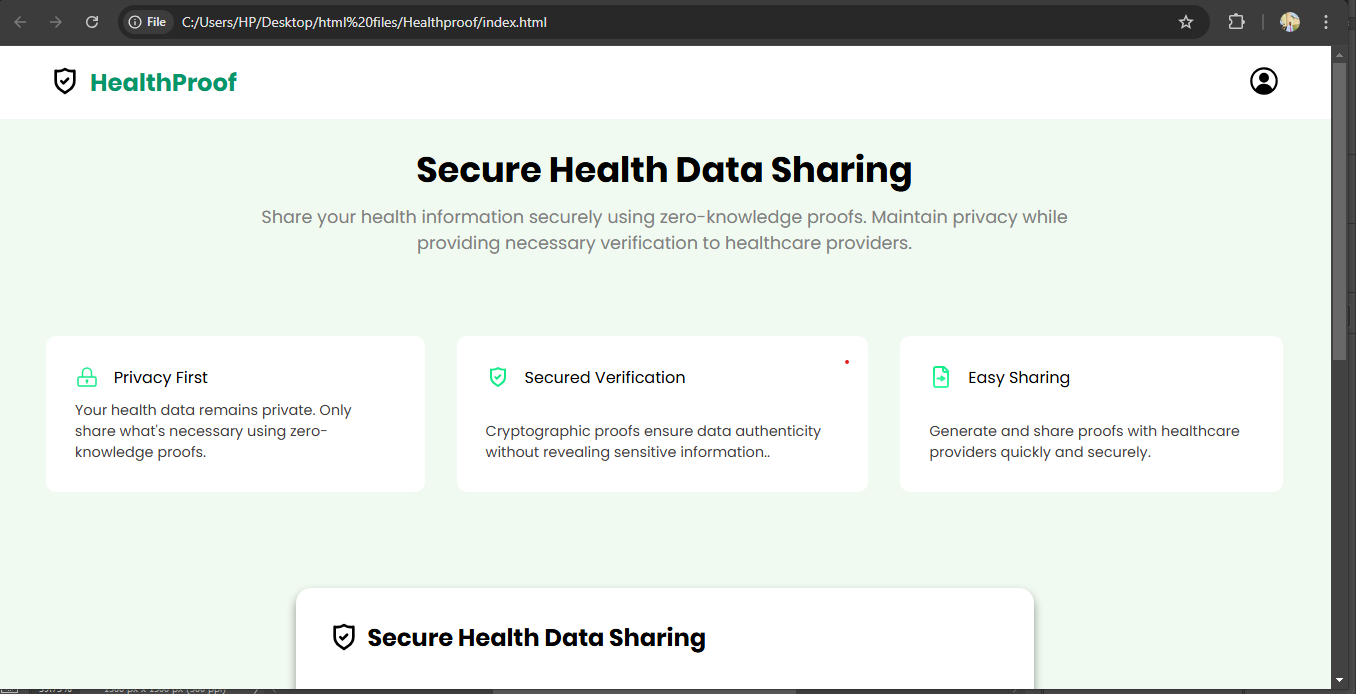 File C:/Users/HP/Desktop/html%20files/Healthproof/index.html
HealthProof
Secure Health Data Sharing
Share your health information securely using zero-knowledge proofs. Maintain privacy while
providing necessary verification to healthcare providers.
Privacy First
Your health data remains private. Only
share what's necessary using zero-
knowledge proofs.
Secured Verification
Cryptographic proofs ensure data authenticity
without revealing sensitive information..
Easy Sharing
Generate and share proofs with healthcare
providers quickly and securely.
Secure Health Data Sharing